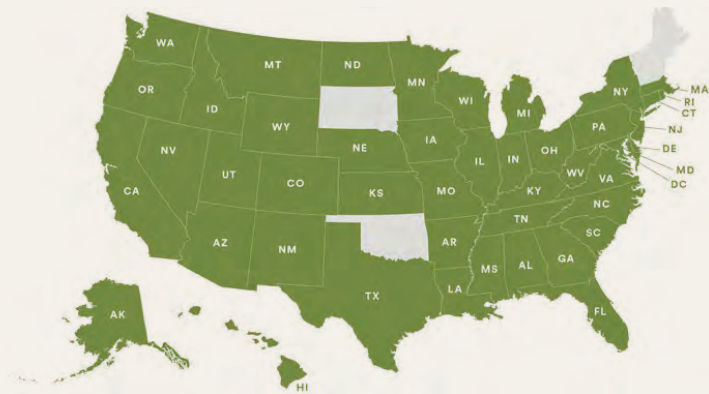 WA
MT
ND
MN
OR
ID
WY
WI
MI
NY
MA
RI
CT
NV
UT
CO
NE
IA
IL
IN
OH
PA
NJ
DE
MD
DC
CA
KS
MO
KY
WV
VA
AZ
NM
AR
TN
NC
SC
TX
LA
MS
AL
GA
FL
AK
HI